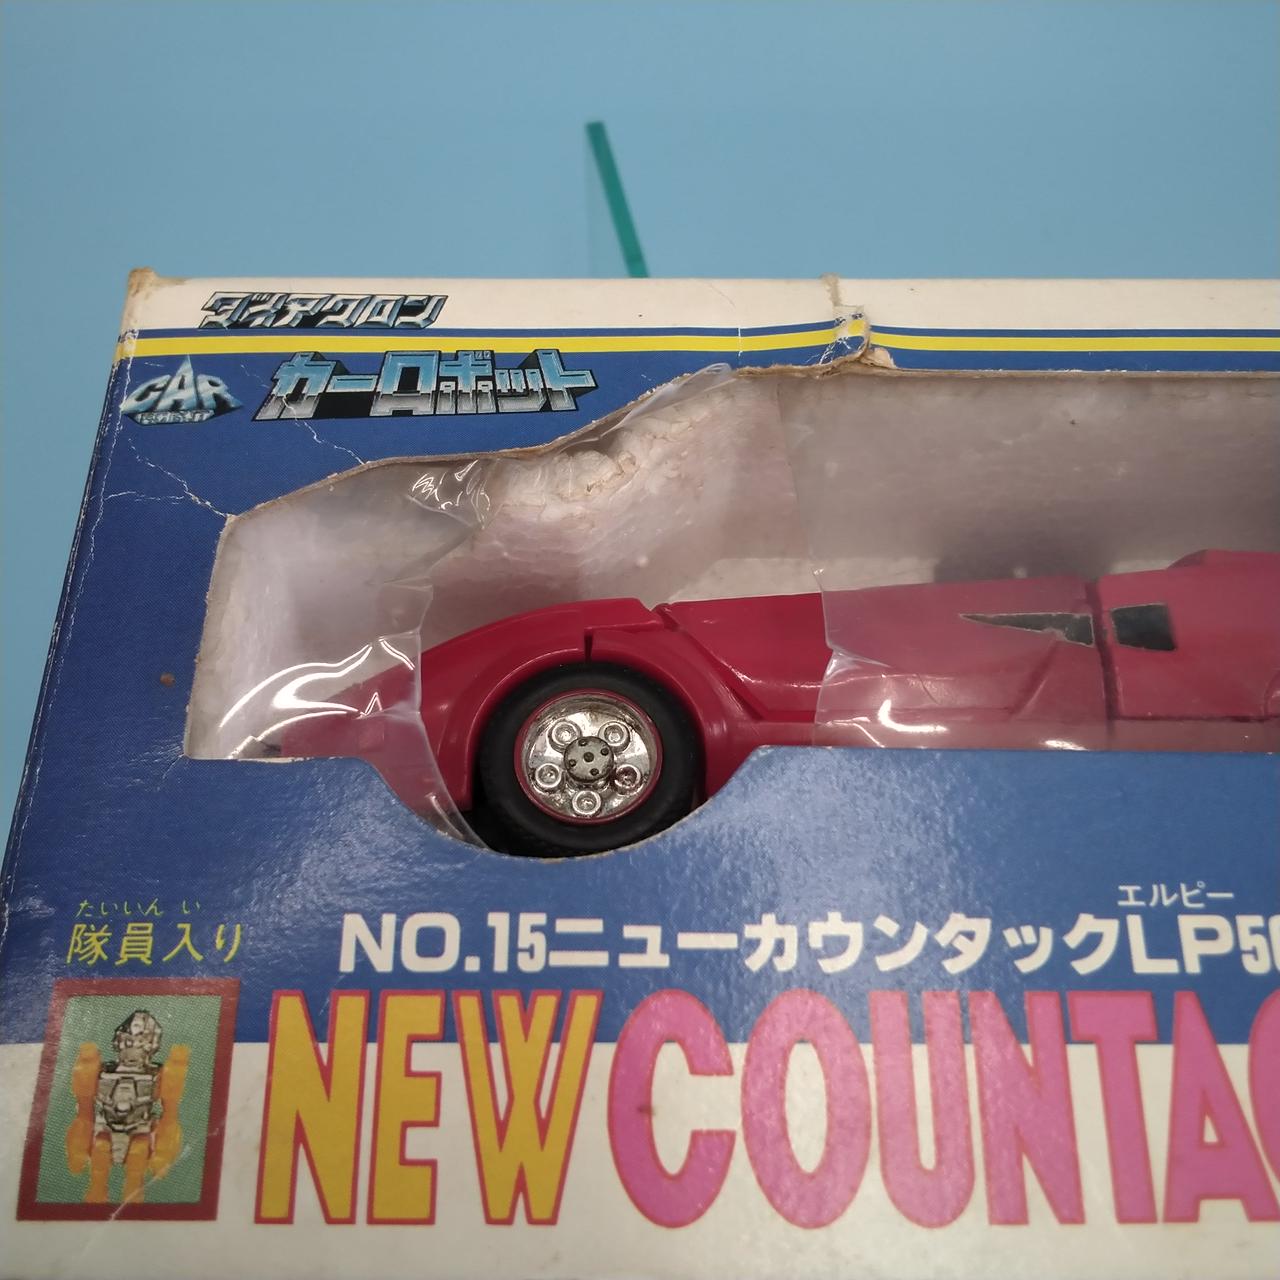 ダイアクロン
CAR
ROBOT
カーロボット
たいいん い
隊員入り
エルピー
NO.15ニューカウンタックLP50
NEW COUNTA